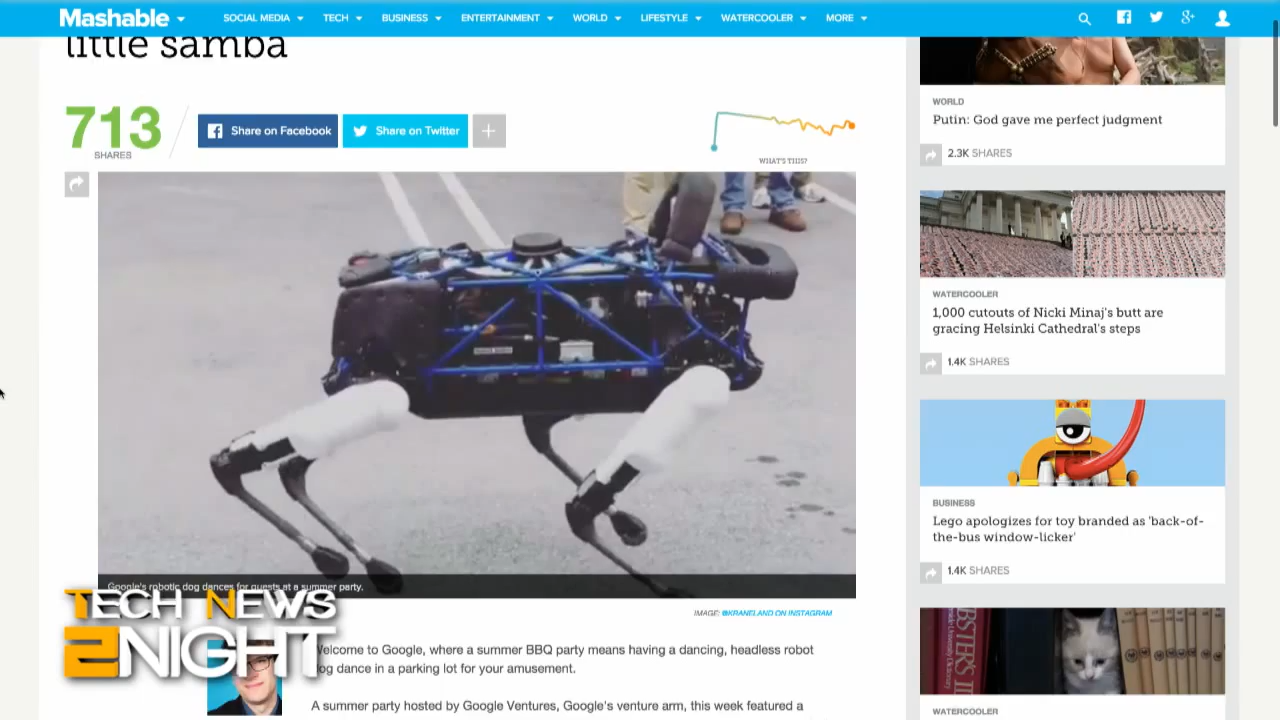 Mashable
SOCIAL MEDIA
TECH
BUSINESS
ENTERTAINMENT
WORLD
LIFESTYLE
WATERCOOLER
MORE
little samba
713
SHARES
Share on Facebook
Share on Twitter
+
WHAT'S THIS?
Google's robotic dog dances for guests at a summer party.
IMAGE: @KRANELAND ON INSTAGRAM
Welcome to Google, where a summer BBQ party means having a dancing, headless robot
dog dance in a parking lot for your amusement.
A summer party hosted by Google Ventures, Google's venture arm, this week featured a
TECH NEWS
2NIGHT
WORLD
Putin: God gave me perfect judgment
2.3K SHARES
WATERCOOLER
1,000 cutouts of Nicki Minaj's butt are
gracing Helsinki Cathedral's steps
1.4K SHARES
BUSINESS
Lego apologizes for toy branded as 'back-of-
the-bus window-licker'
1.4K SHARES
WATERCOOLER